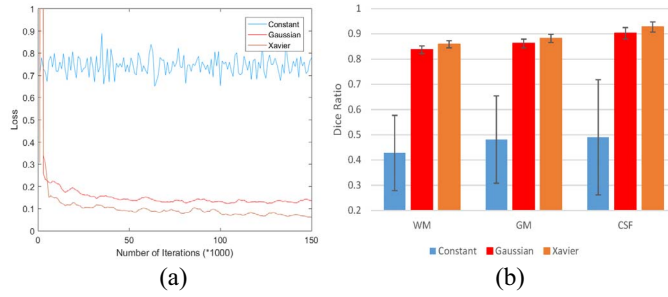 1
0.9
0.8
0.7
0.6
0.5
0.4
0.3
0.2
0.1
0
Loss
0 50 100 150
Number of Iterations (*1000)
Constant
Gaussian
Xavier
(a)
1
0.9
0.8
0.7
0.6
0.5
0.4
0.3
0.2
Dice Ratio
WM GM CSF
Constant Gaussian Xavier
(b)